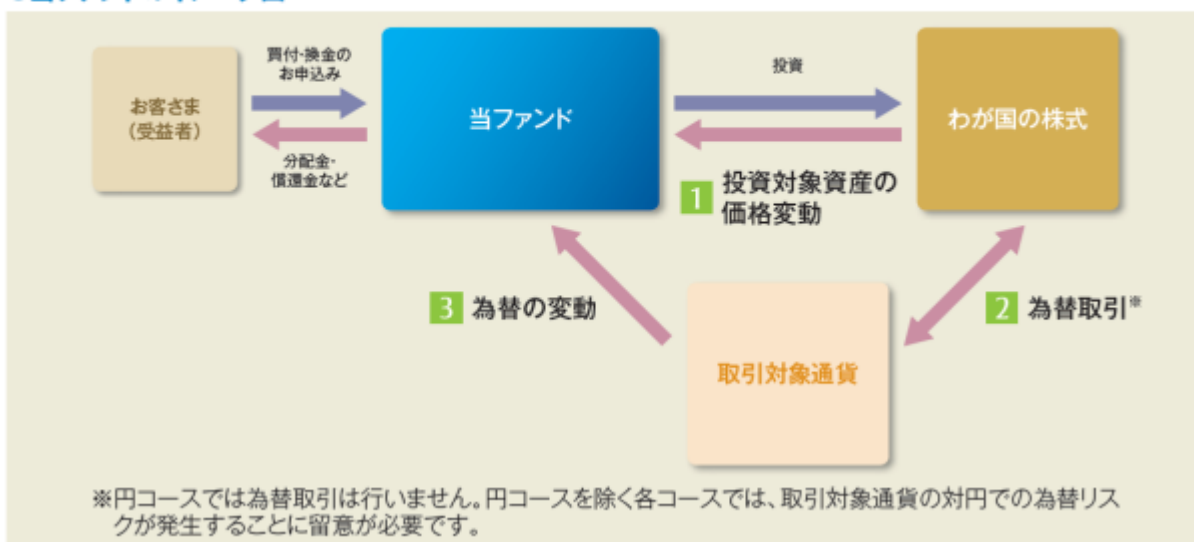 買付・換金の
お申込み
投資
お客さま
（受益者）
当ファンド
わが国の株式
分配金・
償還金など
1 投資対象資産の
価格変動
3 為替の変動
2 為替取引※
取引対象通貨
※円コースでは為替取引は行いません。円コースを除く各コースでは、取引対象通貨の対円での為替リス
クが発生することに留意が必要です。